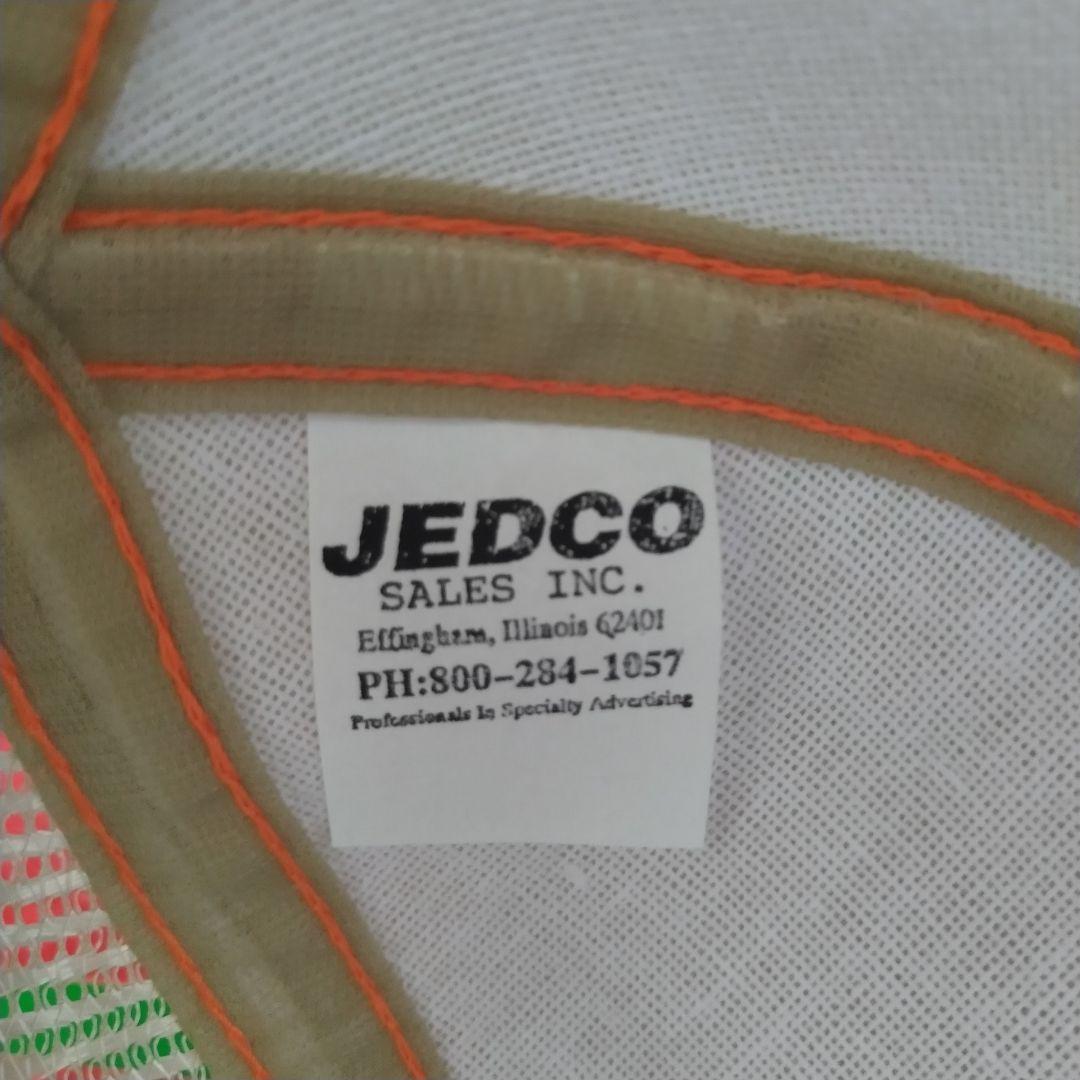 JEDCO
SALES INC.
Effingham, Illinois 62401
PH:800-284-1057
Professionals In Specialty Advertising